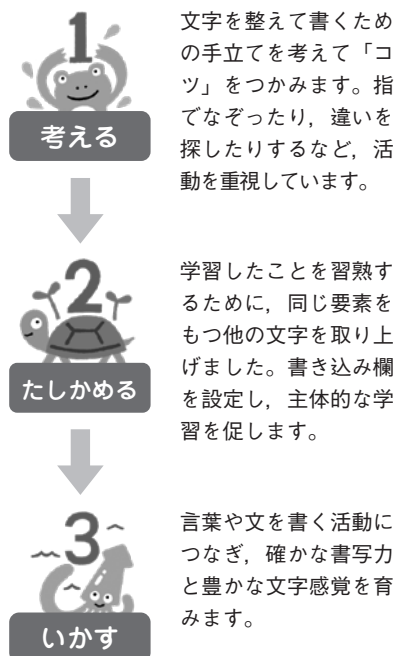 1
考える
文字を整えて書くため
の手立てを考えて「コ
ツ」をつかみます。指
でなぞったり，違いを
探したりするなど，活
動を重視しています。
2
たしかめる
学習したことを習熟す
るために，同じ要素を
もつ他の文字を取り上
げました。書き込み欄
を設定し，主体的な学
習を促します。
3
いかす
言葉や文を書く活動に
つなぎ，確かな書写力
と豊かな文字感覚を育
みます。